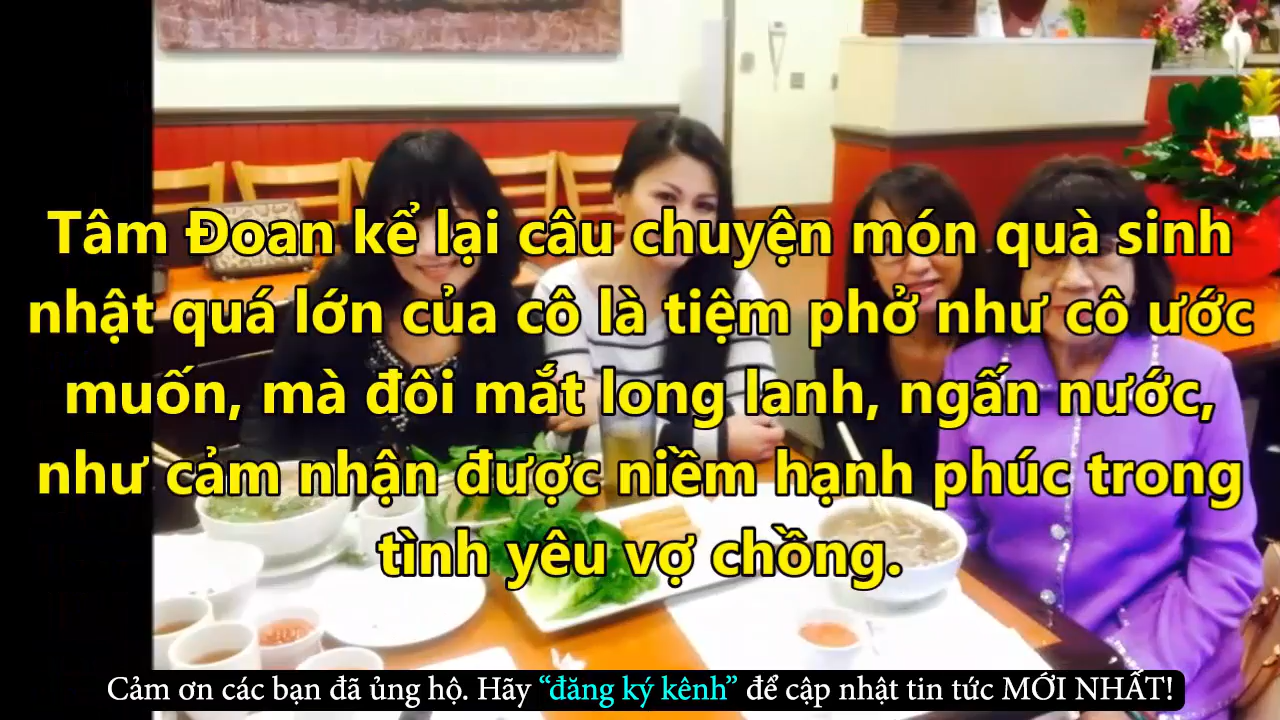 Tâm Đoan kể lại câu chuyện món quà sinh
nhật quá lớn của cô là tiệm phở như cô ước
muốn, mà đôi mắt long lanh, ngấn nước,
như cảm nhận được niềm hạnh phúc trong
tình yêu vợ chồng.
Cảm ơn các bạn đã ủng hộ. Hãy “đăng ký kênh” để cập nhật tin tức MỚI NHẤT!